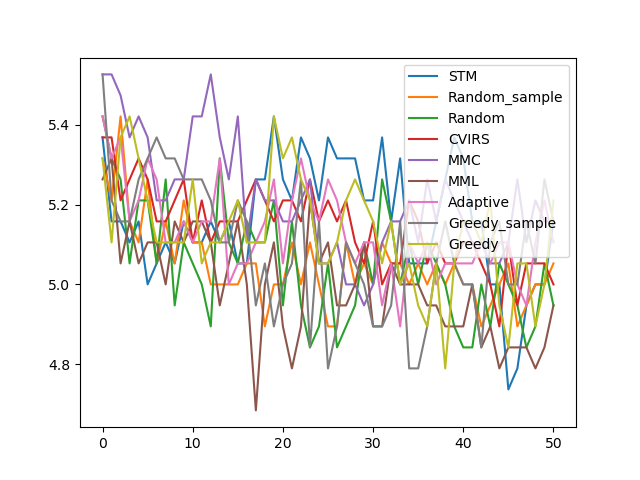 5.4
5.2
5.0
4.8
0
10
20
30
40
50
STM
Random_sample
Random
CVIRS
MMC
MML
Adaptive
Greedy_sample
Greedy